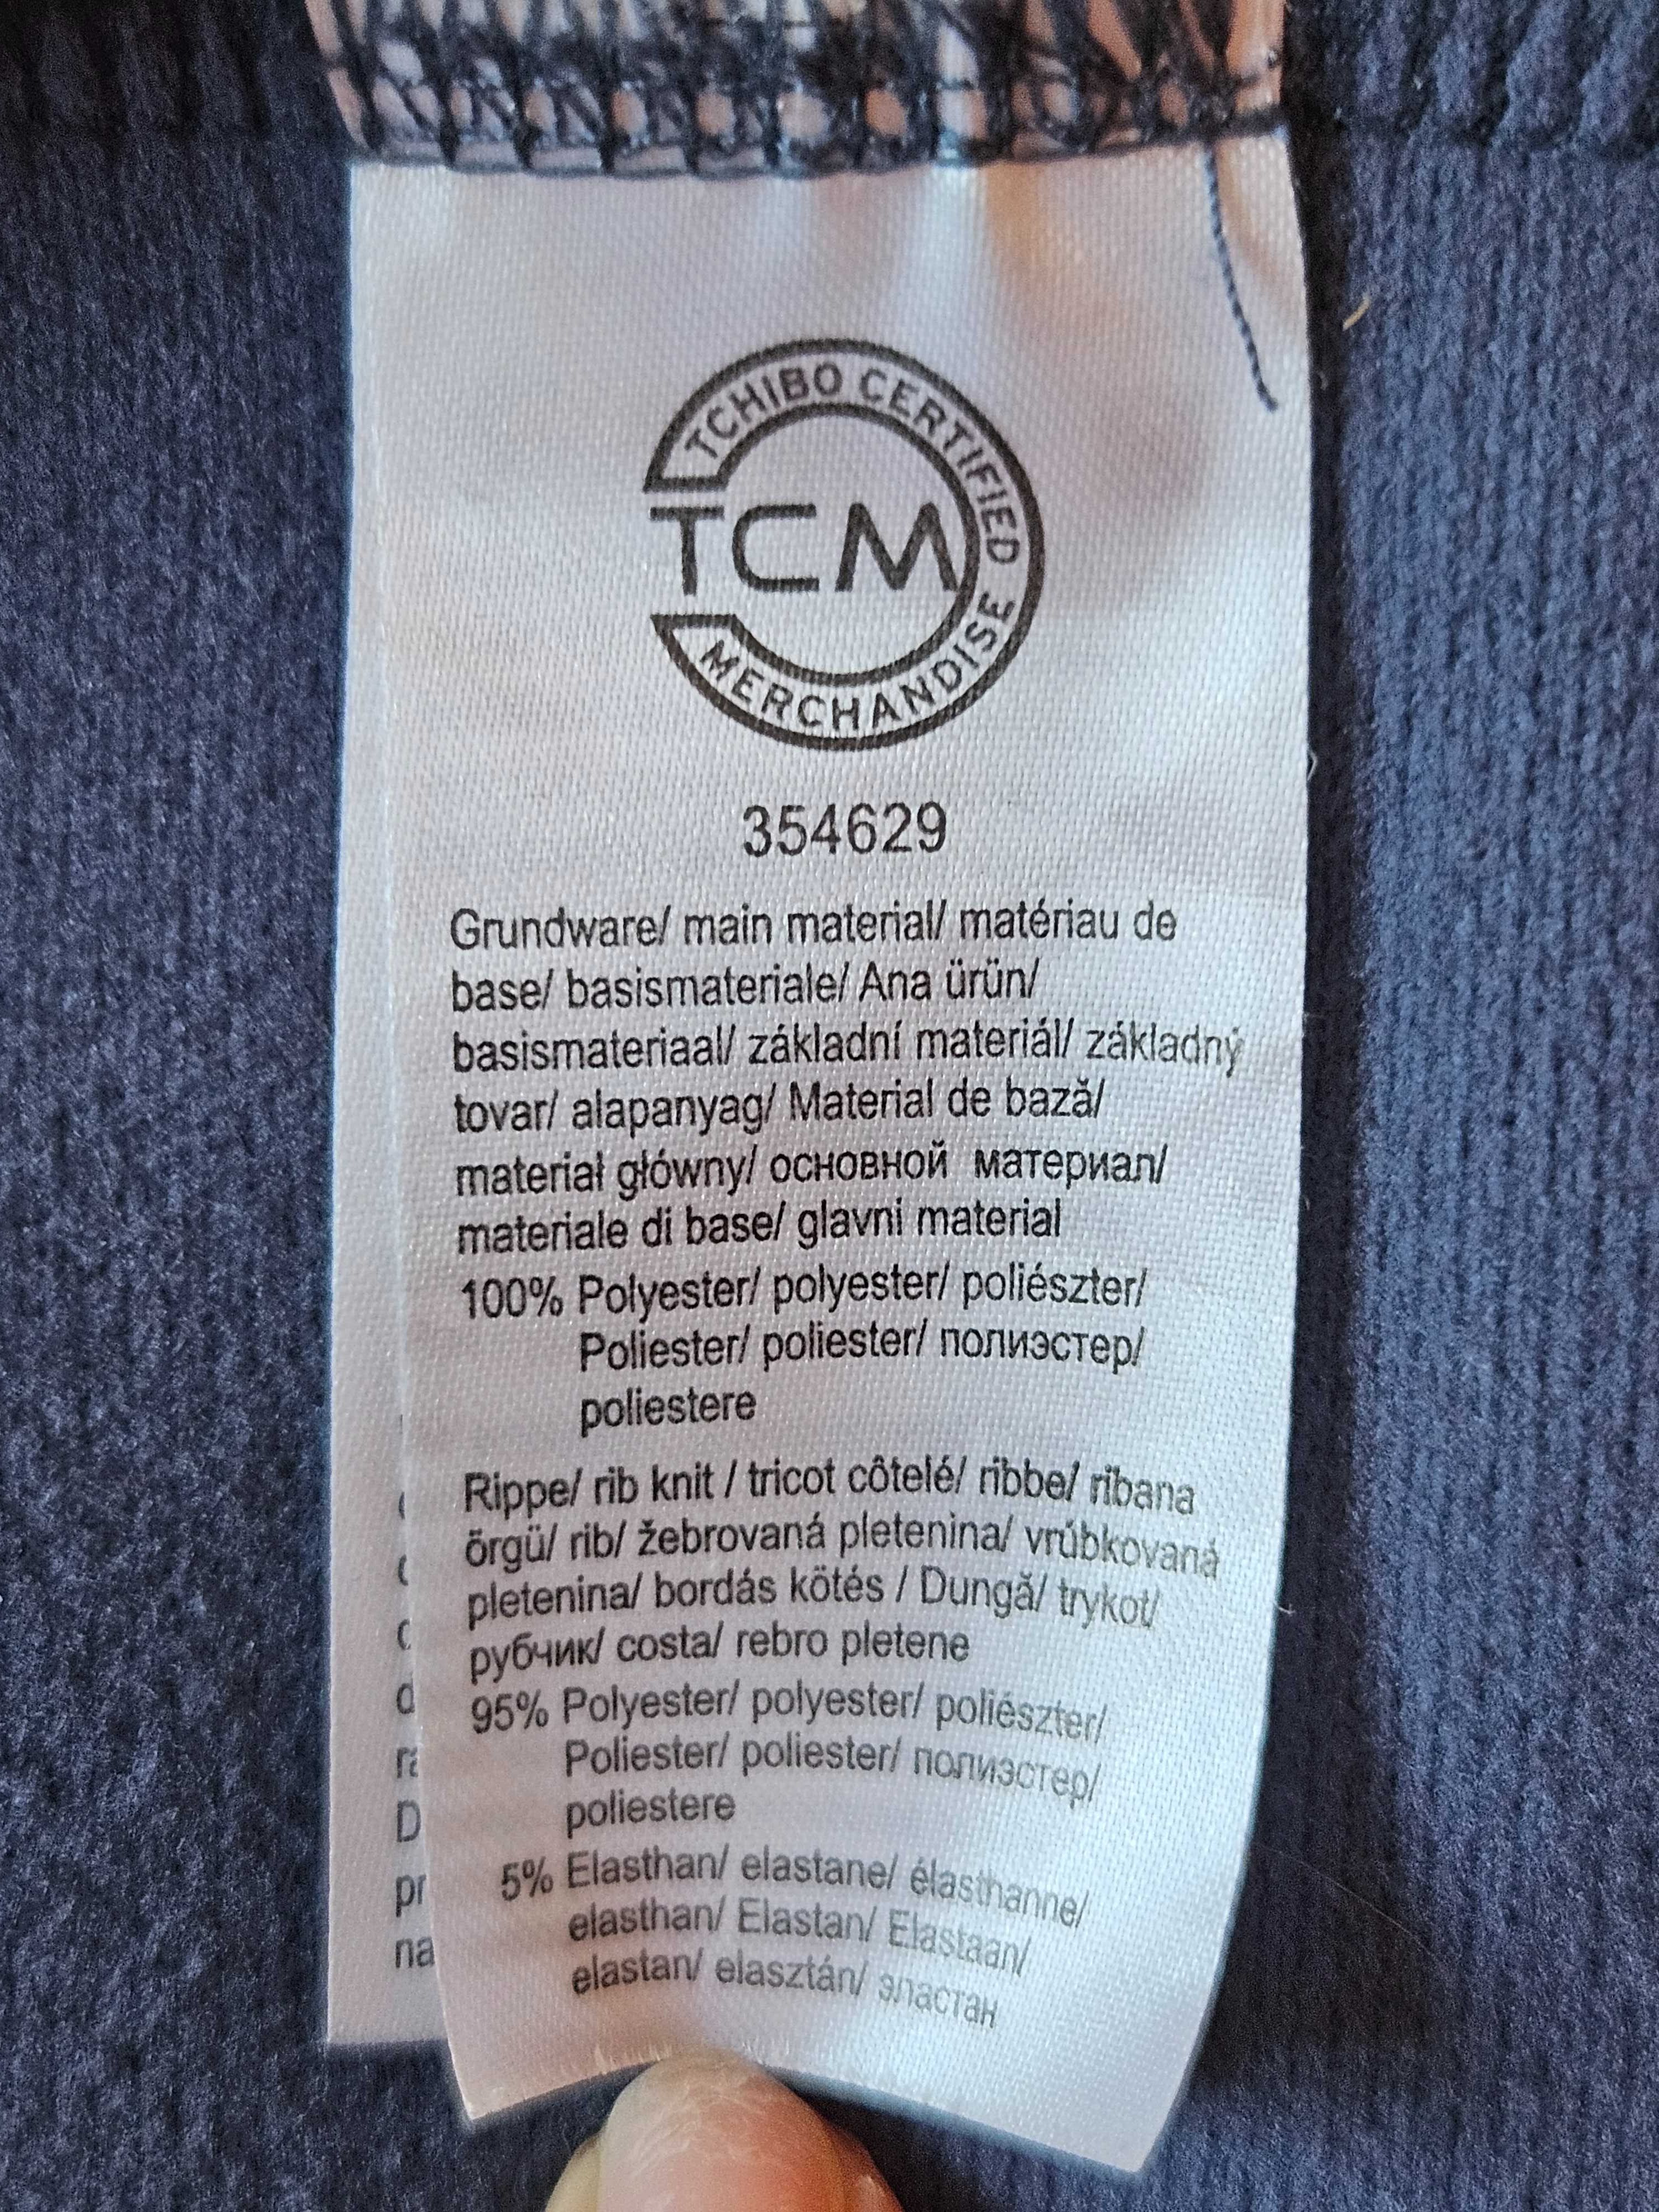 TCHIBO CERTIFIED
TCM
MERCHANDISE
354629
Grundware/ main material/ matériau de
base/ basismateriale/ Ana ürün/
basismateriaal/ základní materiál/ základný
tovar/ alapanyag/ Material de bază/
materiał główny/ основной материал/
materiale di base/ glavni material
100% Polyester/ polyester/ poliészter/
Poliester/ poliester/ полиэстер/
poliestere
Rippe/ rib knit / tricot côtelé/ ribbe/ ribana
örgü/ rib/ žebrovaná pletenina/ vrúbkovaná
pletenina/ bordás kötés / Dungă/ trykot/
рубчик/ costa/ rebro pletene
95% Polyester/ polyester/ poliészter/
Poliester/ poliester/ полиэстер/
poliestere
5% Elasthan/ elastane/ élasthanne/
elasthan/ Elastan/ Elastaan/
elastan/ elasztán/ эластан